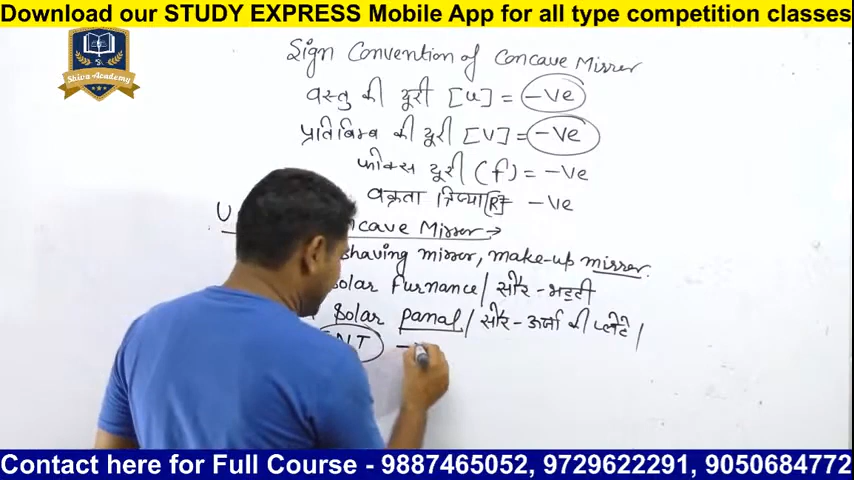 Download our STUDY EXPRESS Mobile App for all type competition classes
Shiva Academy
Sign Convention of Concave Mirror
वस्तु की दूरी [u] = -Ve
प्रतिबिम्ब की दूरी [V] = -Ve
फोकस दूरी (f) = -Ve
वक्रता त्रिज्या [R] = -Ve
U ncave Mirror →
shaving mirror, make-up mirror.
solar Furnance / सौर - भट्टी
Solar panal / सौर - ऊर्जा की प्लेटे /
ENT -
Contact here for Full Course - 9887465052, 9729622291, 9050684772